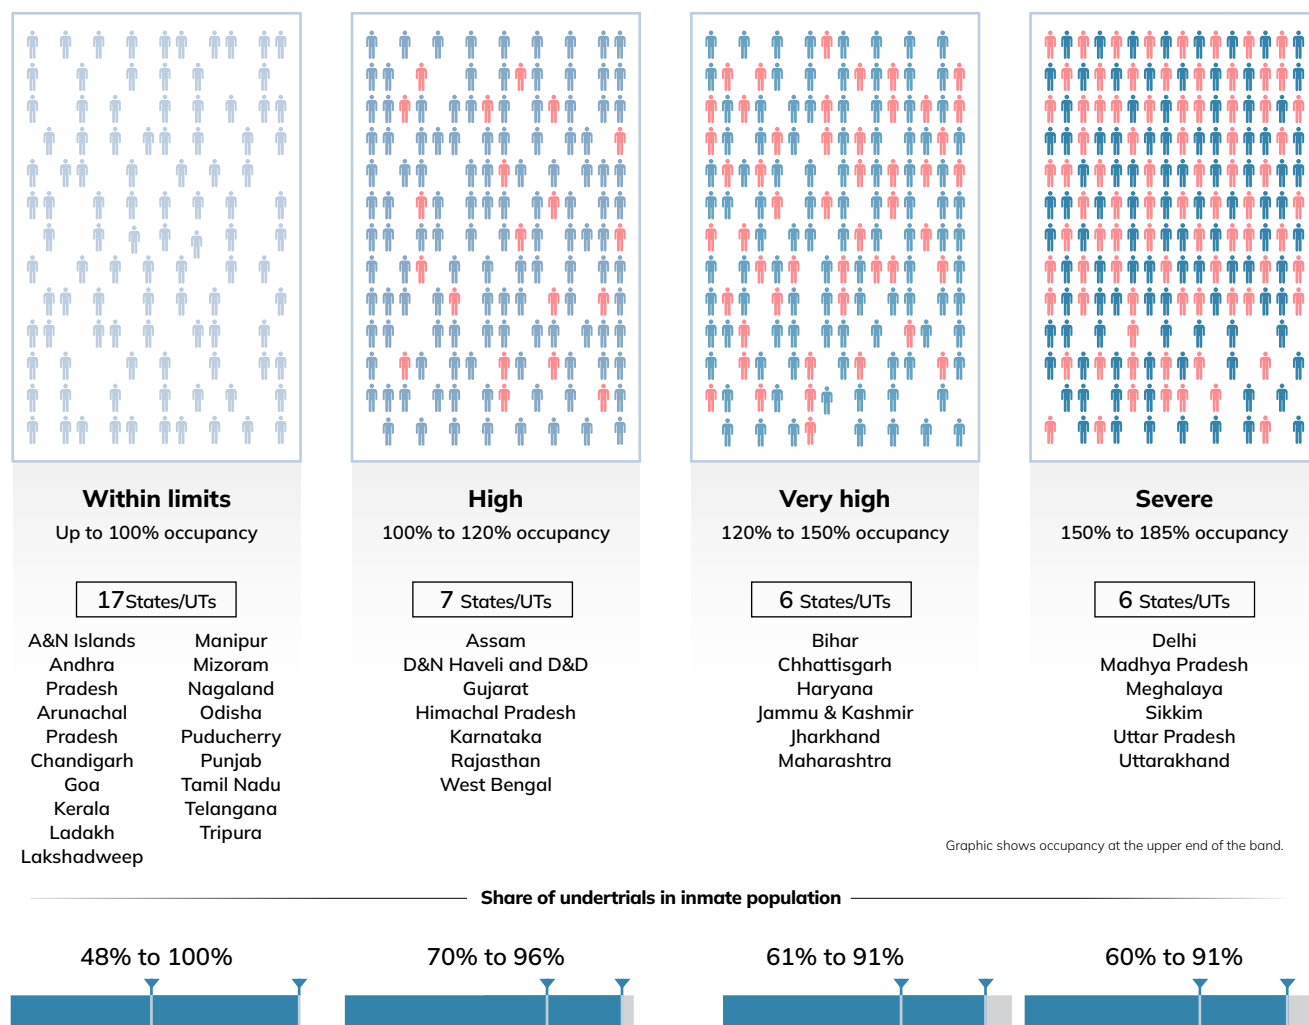 Within limits
Up to 100% occupancy
17 States/UTs
A&N Islands
Andhra
Pradesh
Arunachal
Pradesh
Chandigarh
Goa
Kerala
Ladakh
Lakshadweep
Manipur
Mizoram
Nagaland
Odisha
Puducherry
Punjab
Tamil Nadu
Telangana
Tripura
High
100% to 120% occupancy
7 States/UTs
Assam
D&N Haveli and D&D
Gujarat
Himachal Pradesh
Karnataka
Rajasthan
West Bengal
Very high
120% to 150% occupancy
6 States/UTs
Bihar
Chhattisgarh
Haryana
Jammu & Kashmir
Jharkhand
Maharashtra
Severe
150% to 185% occupancy
6 States/UTs
Delhi
Madhya Pradesh
Meghalaya
Sikkim
Uttar Pradesh
Uttarakhand
Graphic shows occupancy at the upper end of the band.
Share of undertrials in inmate population
48% to 100%
70% to 96%
61% to 91%
60% to 91%